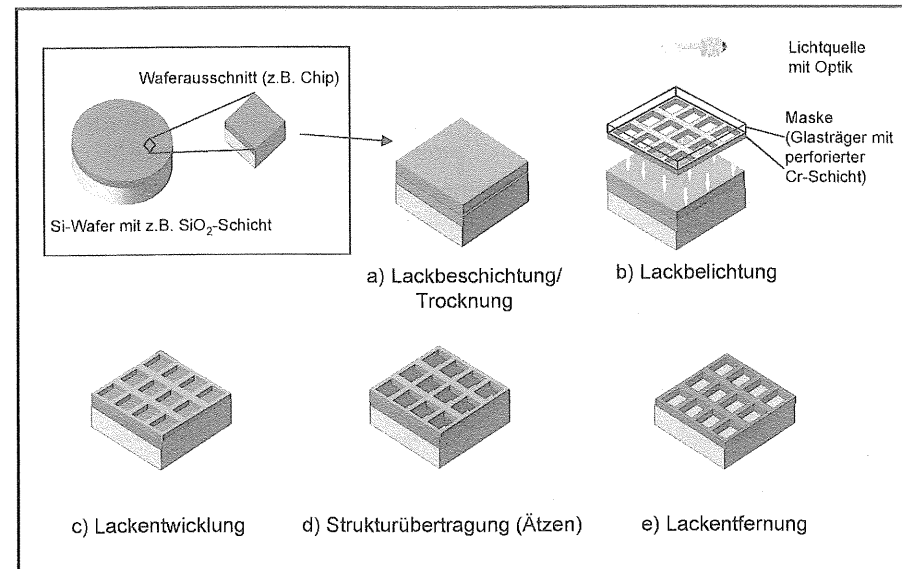 Waferausschnitt (z.B. Chip)
Si-Wafer mit z.B. SiO₂-Schicht
a) Lackbeschichtung/
Trocknung
Lichtquelle
mit Optik
Maske
(Glasträger mit
perforierter
Cr-Schicht)
b) Lackbelichtung
c) Lackentwicklung
d) Strukturübertragung (Ätzen)
e) Lackentfernung